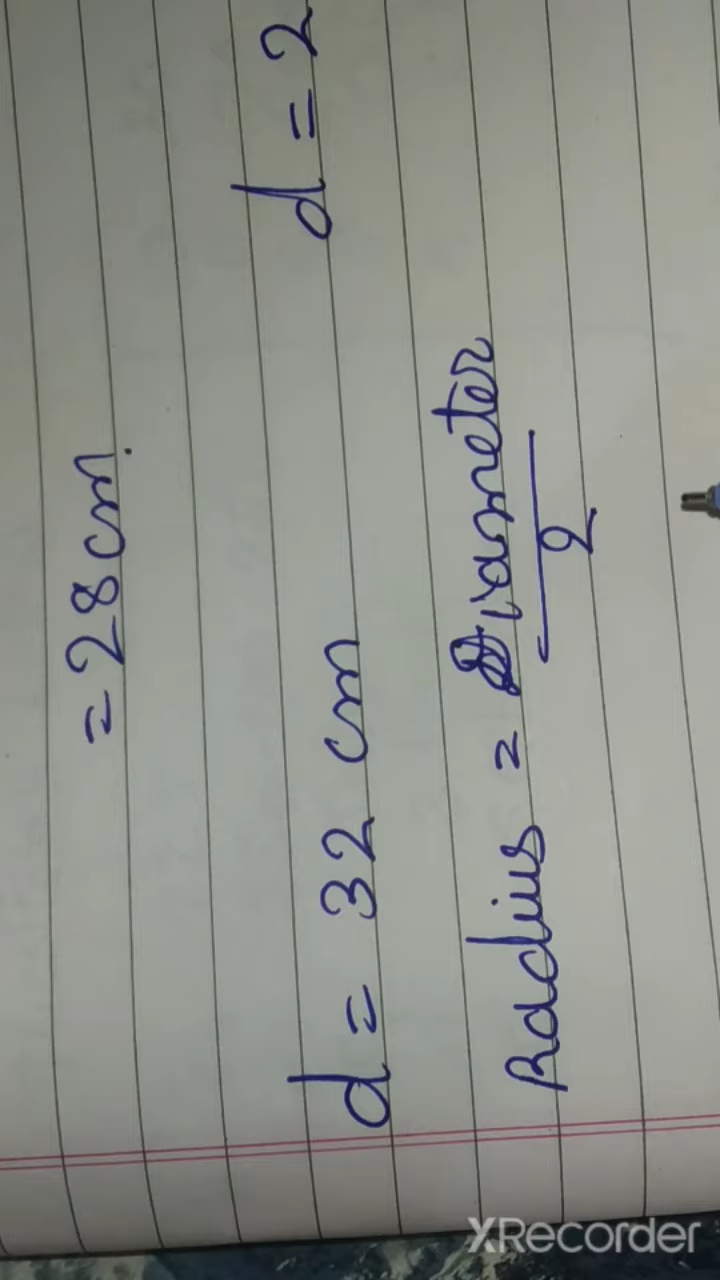 = 28 cm.
d = 32 cm d = 2
Radius = Diameter
2
XRecorder